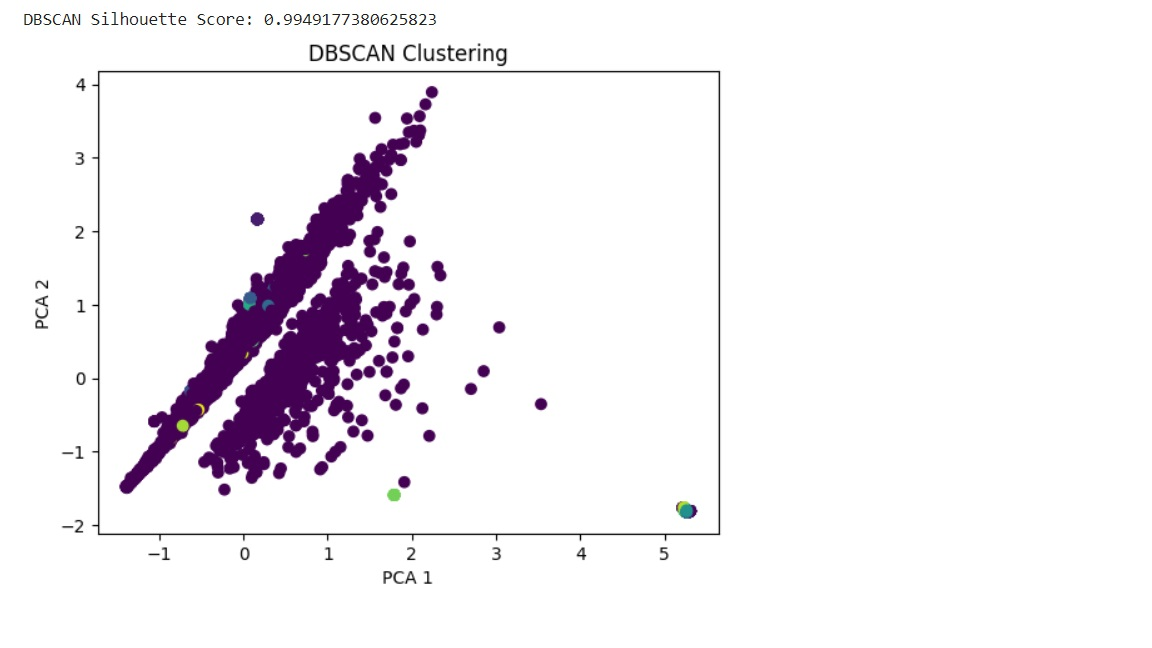 DBSCAN Silhouette Score: 0.9949177380625823
DBSCAN Clustering
4
3
2
1
0
−1
−2
PCA 2
−1 0 1 2 3 4 5
PCA 1